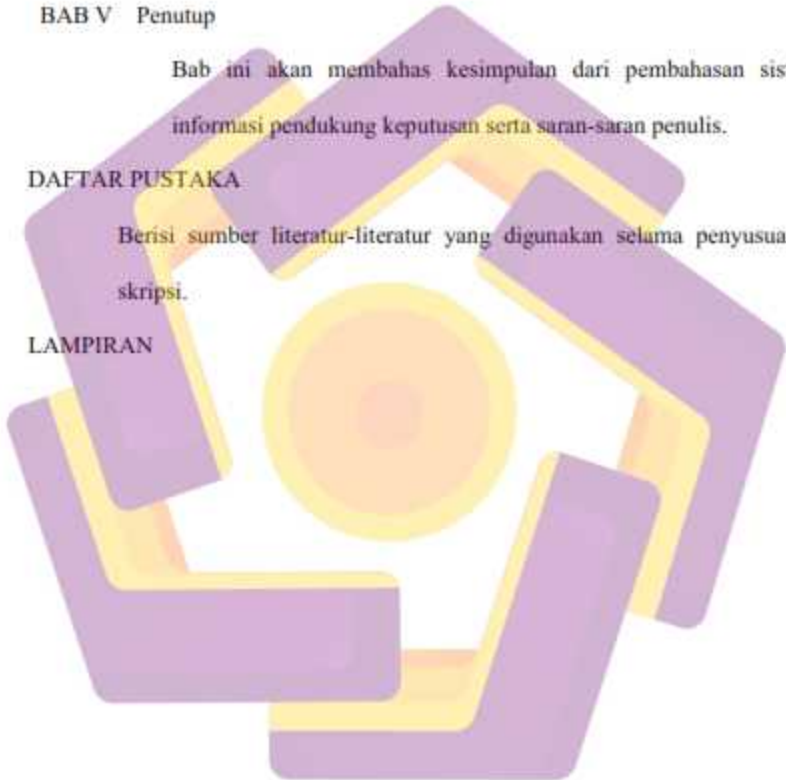 BAB V Penutup
Bab ini akan membahas kesimpulan dari pembahasan sis
informasi pendukung keputusan serta saran-saran penulis.
DAFTAR PUSTAKA
Berisi sumber literatur-literatur yang digunakan selama penyusua
skripsi.
LAMPIRAN